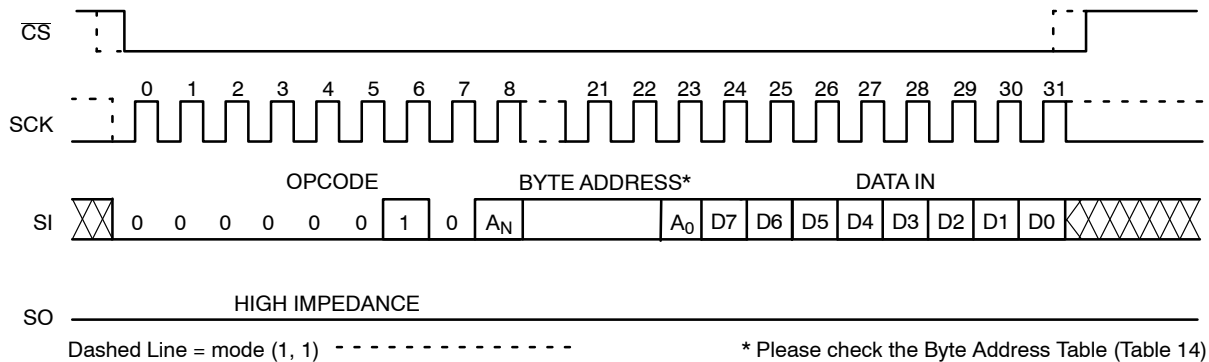 CS
0 1 2 3 4 5 6 7 8 21 22 23 24 25 26 27 28 29 30 31
SCK
OPCODE BYTE ADDRESS* DATA IN
SI 0 0 0 0 0 0 1 0 AN A0 D7 D6 D5 D4 D3 D2 D1 D0
HIGH IMPEDANCE
SO
Dashed Line = mode (1, 1) * Please check the Byte Address Table (Table 14)